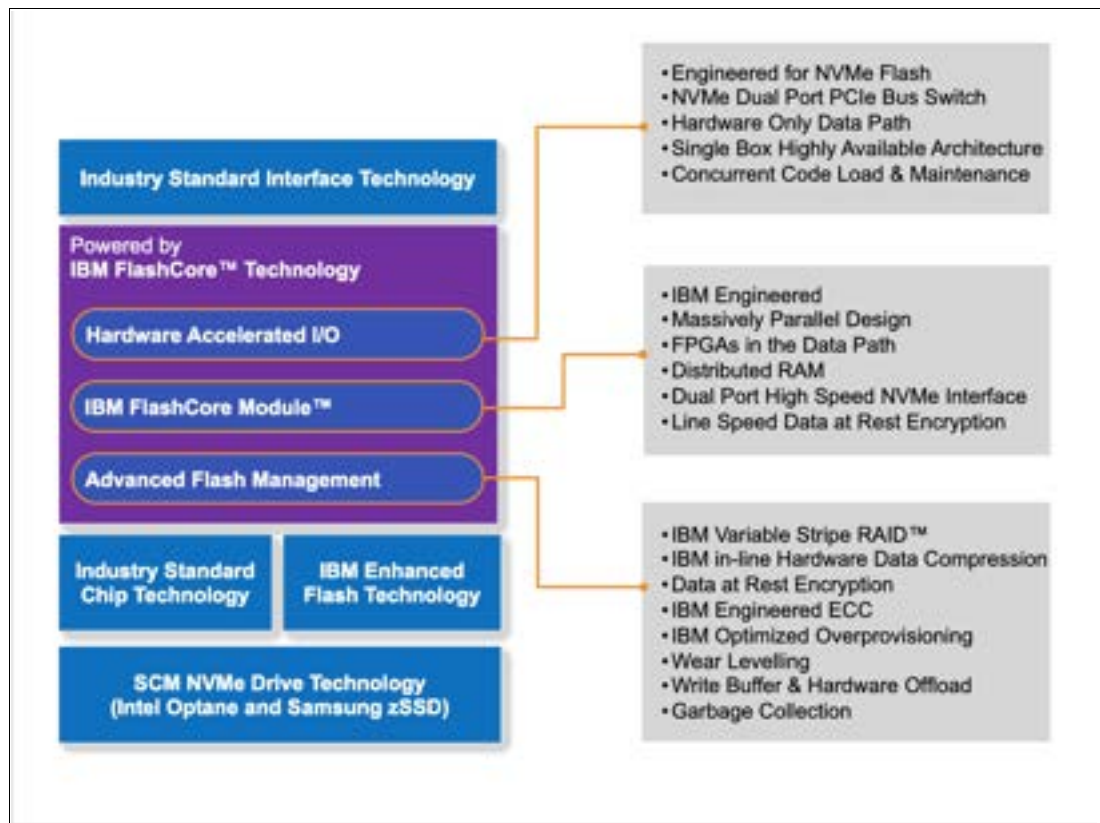 Industry Standard Interface Technology
Powered by
IBM FlashCore™ Technology
Hardware Accelerated I/O
IBM FlashCore Module™
Advanced Flash Management
Industry Standard
Chip Technology
IBM Enhanced
Flash Technology
SCM NVMe Drive Technology
(Intel Optane and Samsung zSSD)
•Engineered for NVMe Flash
•NVMe Dual Port PCIe Bus Switch
•Hardware Only Data Path
•Single Box Highly Available Architecture
•Concurrent Code Load & Maintenance
•IBM Engineered
•Massively Parallel Design
•FPGAs in the Data Path
•Distributed RAM
•Dual Port High Speed NVMe Interface
•Line Speed Data at Rest Encryption
•IBM Variable Stripe RAID™
•IBM in-line Hardware Data Compression
•Data at Rest Encryption
•IBM Engineered ECC
•IBM Optimized Overprovisioning
•Wear Levelling
•Write Buffer & Hardware Offload
•Garbage Collection